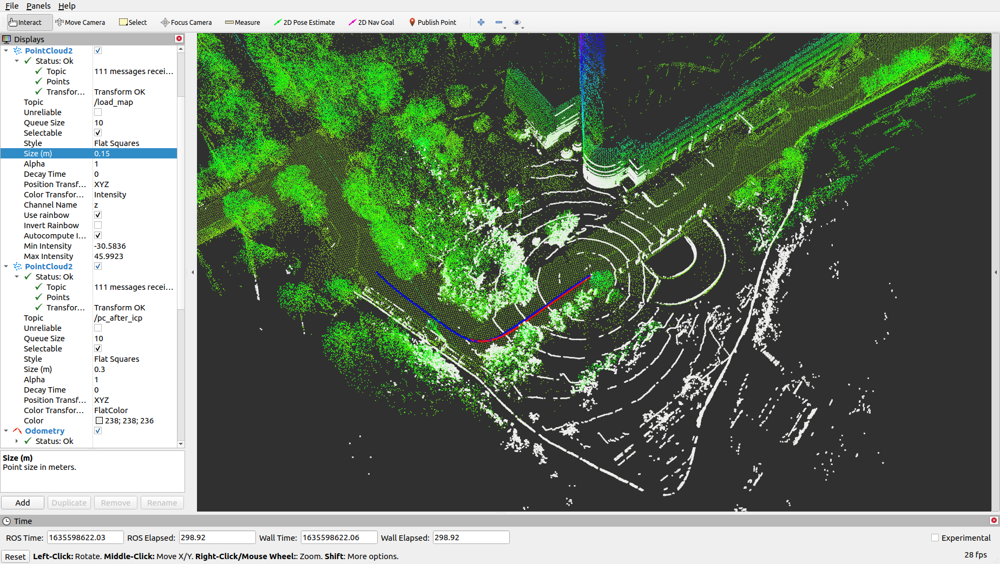 File Panels Help
Interact Move Camera Select Focus Camera Measure 2D Pose Estimate 2D Nav Goal Publish Point
Displays
PointCloud2
Status: Ok
Topic 111 messages recei...
Points
Transfor... Transform OK
Topic /load_map
Unreliable
Queue Size 10
Selectable
Style Flat Squares
Size (m) 0.15
Alpha 1
Decay Time 0
Position Transf... XYZ
Color Transfor... Intensity
Channel Name z
Use rainbow
Invert Rainbow
Autocompute I...
Min Intensity -30.5836
Max Intensity 45.9923
PointCloud2
Status: Ok
Topic 111 messages recei...
Points
Transfor... Transform OK
Topic /pc_after_icp
Unreliable
Queue Size 10
Selectable
Style Flat Squares
Size (m) 0.3
Alpha 1
Decay Time 0
Position Transf... XYZ
Color Transfor... FlatColor
Color 238; 238; 236
Odometry
Status: Ok
Size (m)
Point size in meters.
Add Duplicate Remove Rename
Time
ROS Time: 1635598622.03 ROS Elapsed: 298.92 Wall Time: 1635598622.06 Wall Elapsed: 298.92 Experimental
Reset Left-Click: Rotate. Middle-Click: Move X/Y. Right-Click/Mouse Wheel:: Zoom. Shift: More options. 28 fps